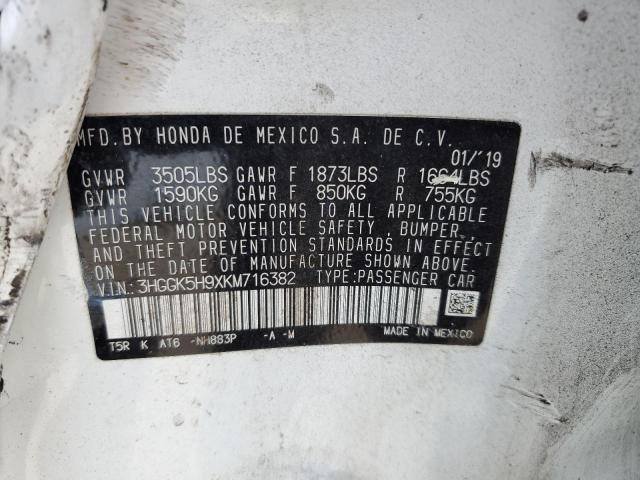 MFD. BY HONDA DE MEXICO S.A. DE C.V.
01/'19
GVWR 3505LBS GAWR F 1873LBS R 1664LBS
GVWR 1590KG GAWR F 850KG R 755KG
THIS VEHICLE CONFORMS TO ALL APPLICABLE
FEDERAL MOTOR VEHICLE SAFETY, BUMPER,
AND THEFT PREVENTION STANDARDS IN EFFECT
ON THE DATE OF MANUFACTURE SHOWN ABOVE.
V.I.N.: 3HGGK5H9XKM716382 TYPE:PASSENGER CAR
T5R K AT6 -NH883P -A -M
MADE IN MEXICO